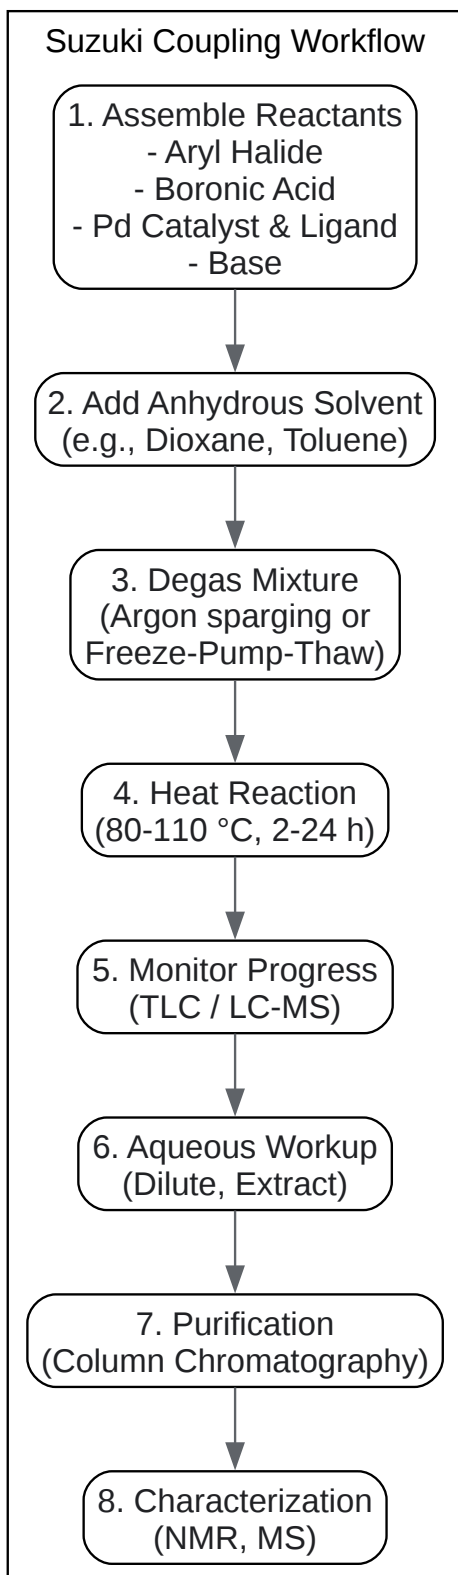 Suzuki Coupling Workflow
1. Assemble Reactants
- Aryl Halide
- Boronic Acid
- Pd Catalyst & Ligand
- Base
2. Add Anhydrous Solvent
(e.g., Dioxane, Toluene)
3. Degas Mixture
(Argon sparging or
Freeze-Pump-Thaw)
4. Heat Reaction
(80-110 °C, 2-24 h)
5. Monitor Progress
(TLC / LC-MS)
6. Aqueous Workup
(Dilute, Extract)
7. Purification
(Column Chromatography)
8. Characterization
(NMR, MS)